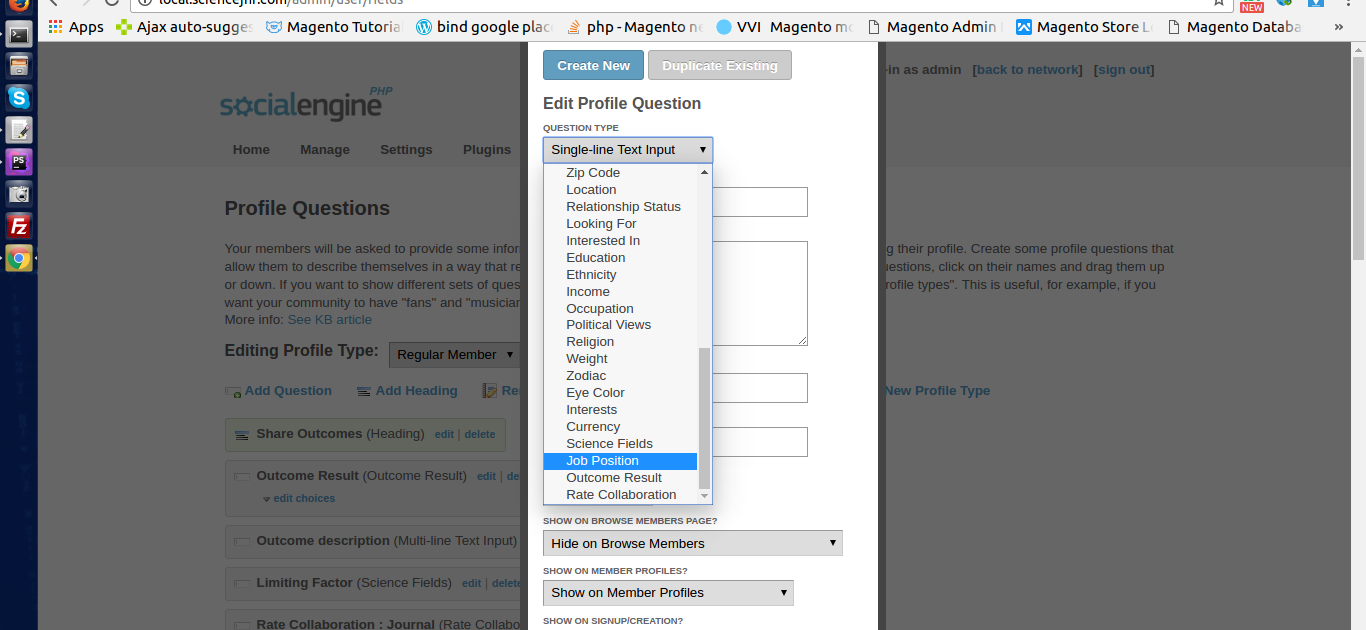 local.sciencejnl.com/admin/user/fields
NEW
Apps
Ajax auto-sugges
Magento Tutoria
bind google plac
php - Magento ne
VVI
Magento mo
Magento Admin
Magento Store L
Magento Databa
»
Create New
Duplicate Existing
-in as admin [back to network] [sign out]
socialengine PHP
Home
Manage
Settings
Plugins
Edit Profile Question
QUESTION TYPE
Single-line Text Input
Zip Code
Location
Relationship Status
Looking For
Interested In
Education
Ethnicity
Income
Occupation
Political Views
Religion
Weight
Zodiac
Eye Color
Interests
Currency
Science Fields
Job Position
Outcome Result
Rate Collaboration
SHOW ON BROWSE MEMBERS PAGE?
Hide on Browse Members
SHOW ON MEMBER PROFILES?
Show on Member Profiles
SHOW ON SIGNUP/CREATION?
Profile Questions
Your members will be asked to provide some infor
g their profile. Create some profile questions that
allow them to describe themselves in a way that re
uestions, click on their names and drag them up
or down. If you want to show different sets of ques
rofile types". This is useful, for example, if you
want your community to have "fans" and "musician
More info: See KB article
Editing Profile Type:
Regular Member
Add Question
Add Heading
Re
New Profile Type
Share Outcomes (Heading) edit | delete
Outcome Result (Outcome Result) edit | de
edit choices
Outcome description (Multi-line Text Input)
Limiting Factor (Science Fields) edit | delete
Rate Collaboration : Journal (Rate Collabo